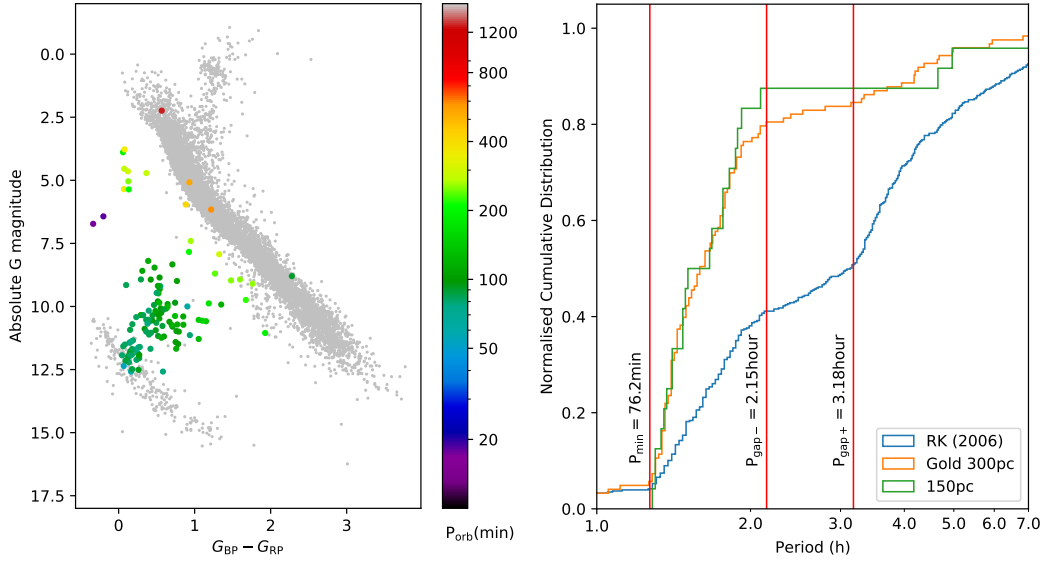 0.0
2.5
5.0
7.5
10.0
12.5
15.0
17.5
Absolute G magnitude
0
1
2
3
G_BP − G_RP
1200
800
400
200
100
50
20
P_orb(min)
1.0
0.8
0.6
0.4
0.2
0.0
Normalised Cumulative Distribution
P_min = 76.2min
P_gap− = 2.15hour
P_gap+ = 3.18hour
RK (2006)
Gold 300pc
150pc
1.0
2.0
3.0
4.0
5.0
6.0
7.0
Period (h)